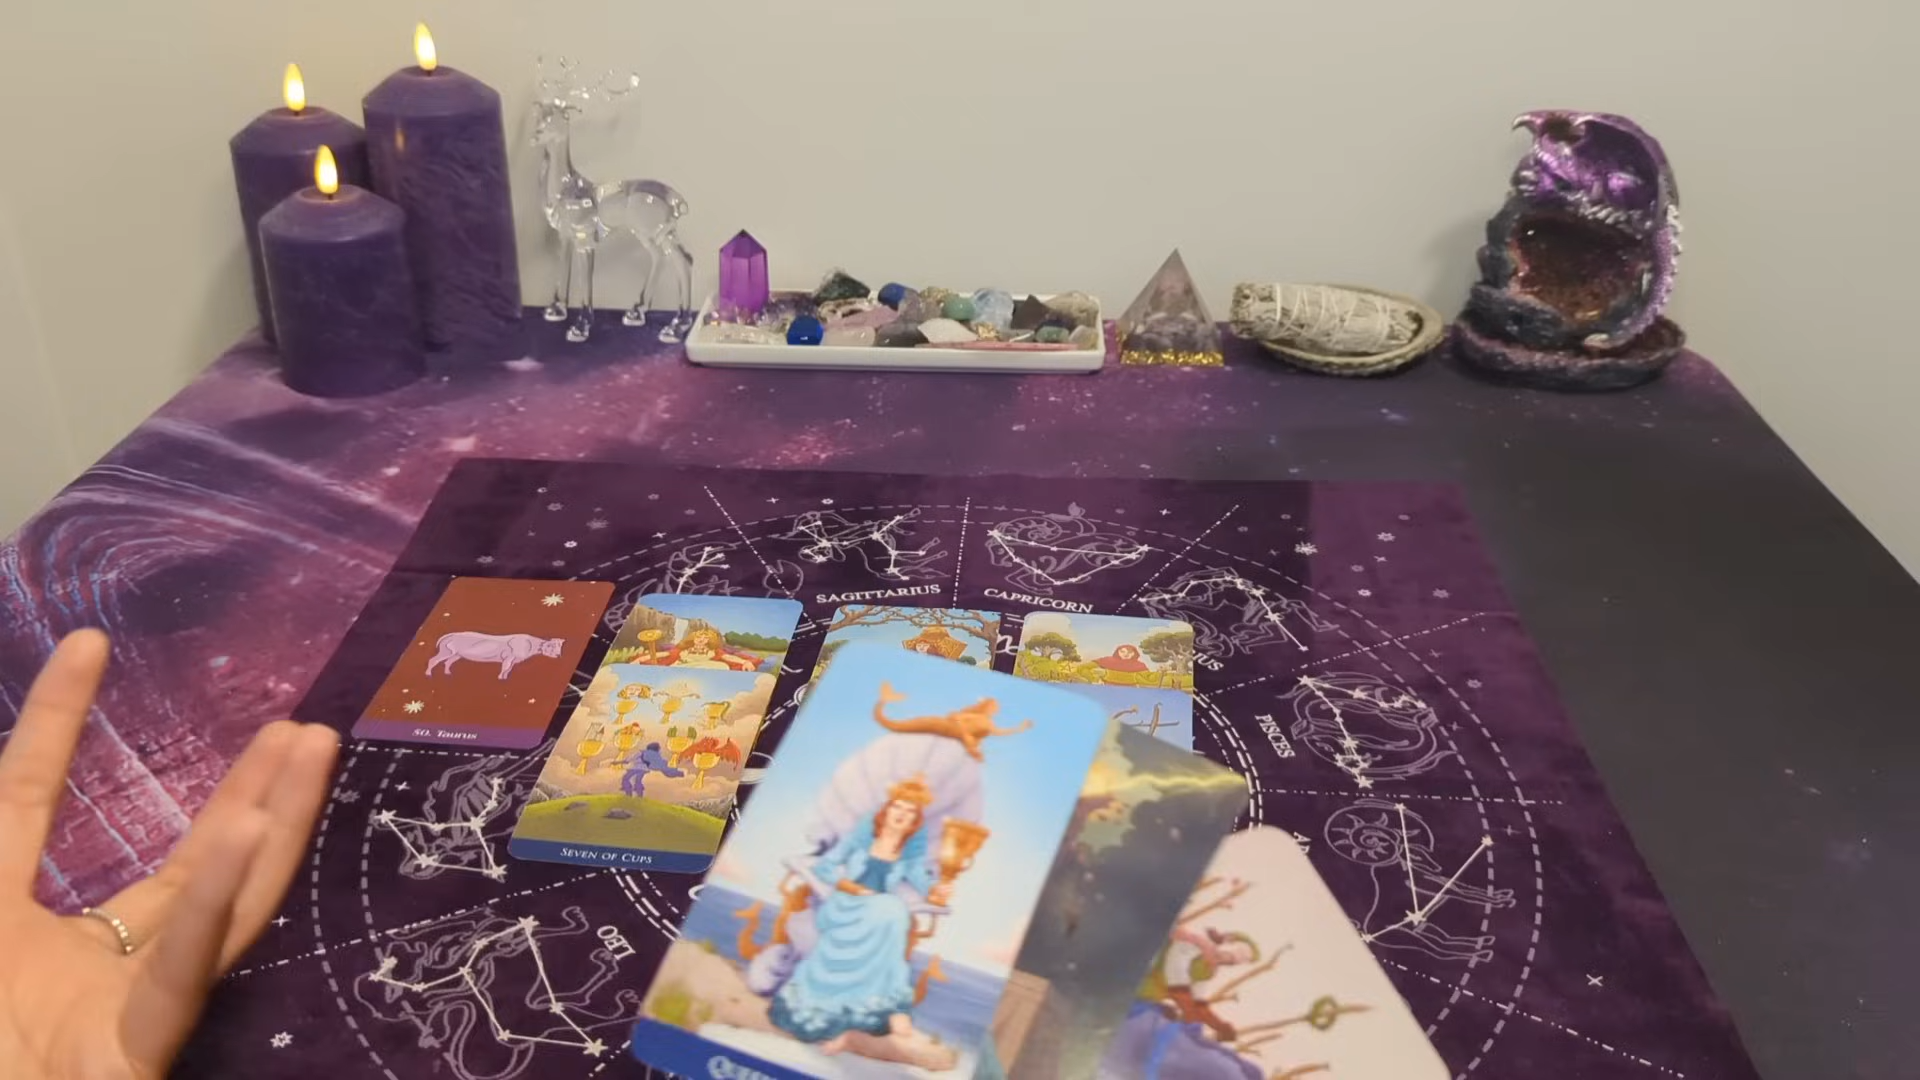 SAGITTARIUS
CAPRICORN
50. Taurus
PISCES
SEVEN OF CUPS
LEO